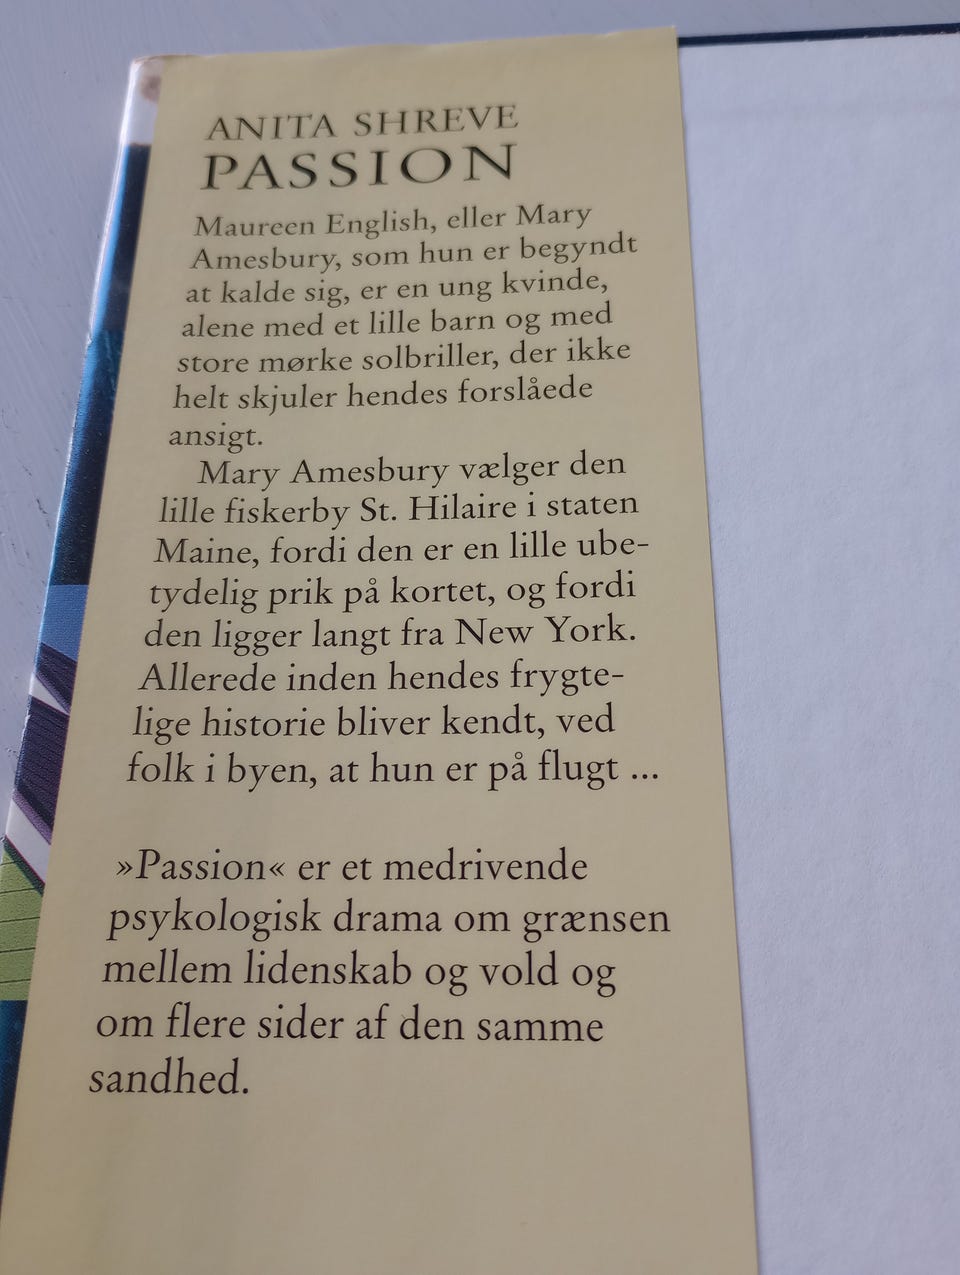 ANITA SHREVE
PASSION
Maureen English, eller Mary
Amesbury, som hun er begyndt
at kalde sig, er en ung kvinde,
alene med et lille barn og med
store mørke solbriller, der ikke
helt skjuler hendes forslåede
ansigt.
Mary Amesbury vælger den
lille fiskerby St. Hilaire i staten
Maine, fordi den er en lille ube-
tydelig prik på kortet, og fordi
den ligger langt fra New York.
Allerede inden hendes frygte-
lige historie bliver kendt, ved
folk i byen, at hun er på flugt ...
»Passion« er et medrivende
psykologisk drama om grænsen
mellem lidenskab og vold og
om flere sider af den samme
sandhed.